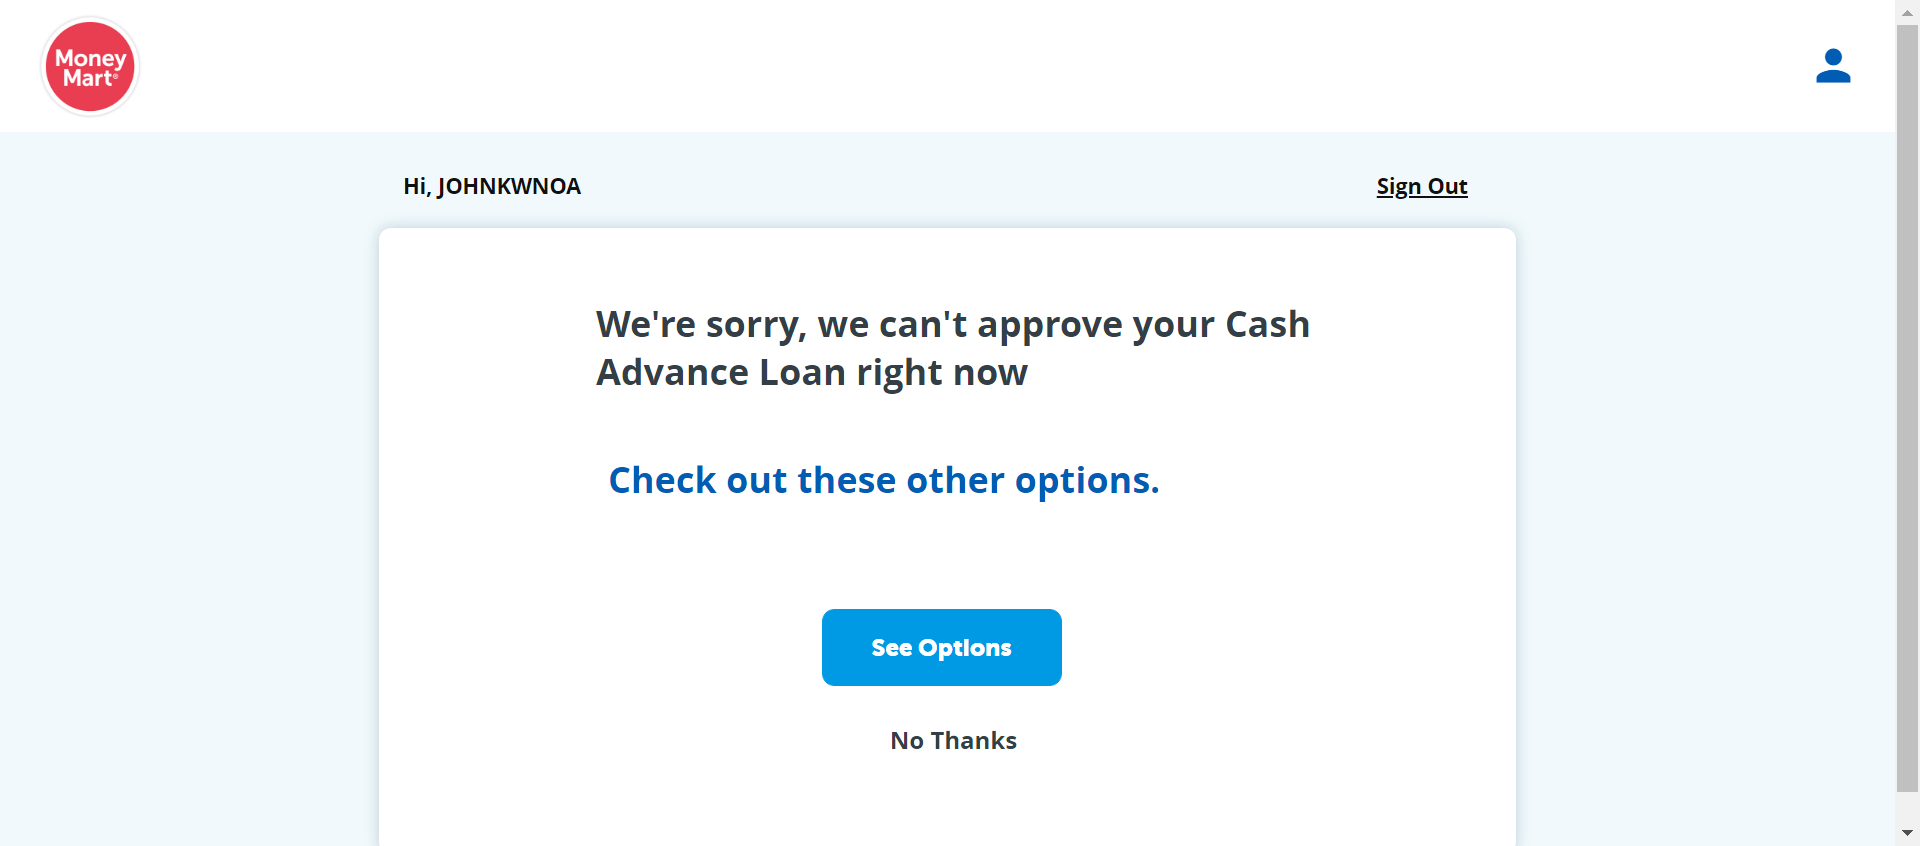 Money
Mart®
Hi, JOHNKWNOA
Sign Out
We're sorry, we can't approve your Cash
Advance Loan right now
Check out these other options.
See Options
No Thanks